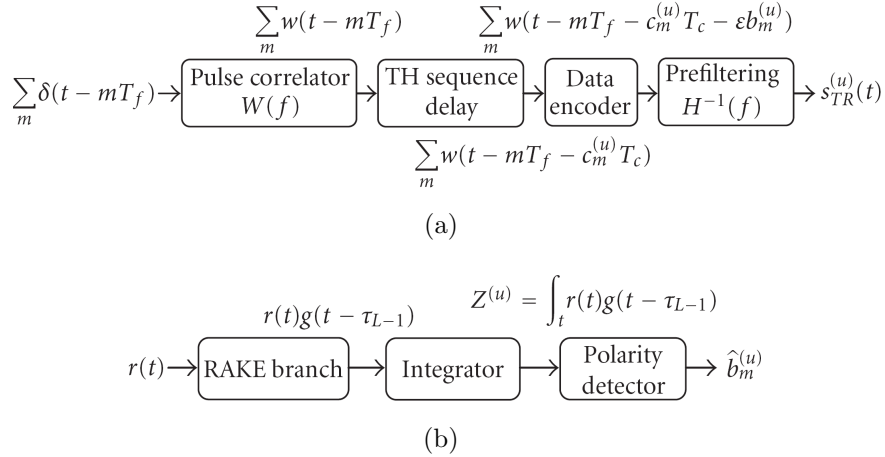 ∑_m w(t − mT_f)
∑_m w(t − mT_f − c_m^{(u)}T_c − εb_m^{(u)})
∑_m δ(t − mT_f)
Pulse correlator
W(f)
TH sequence
delay
Data
encoder
Prefiltering
H^{−1}(f)
s_{TR}^{(u)}(t)
∑_m w(t − mT_f − c_m^{(u)}T_c)
(a)
r(t)g(t − τ_{L−1})
Z^{(u)} = ∫_t r(t)g(t − τ_{L−1})
r(t)
RAKE branch
Integrator
Polarity
detector
b̂_m^{(u)}
(b)